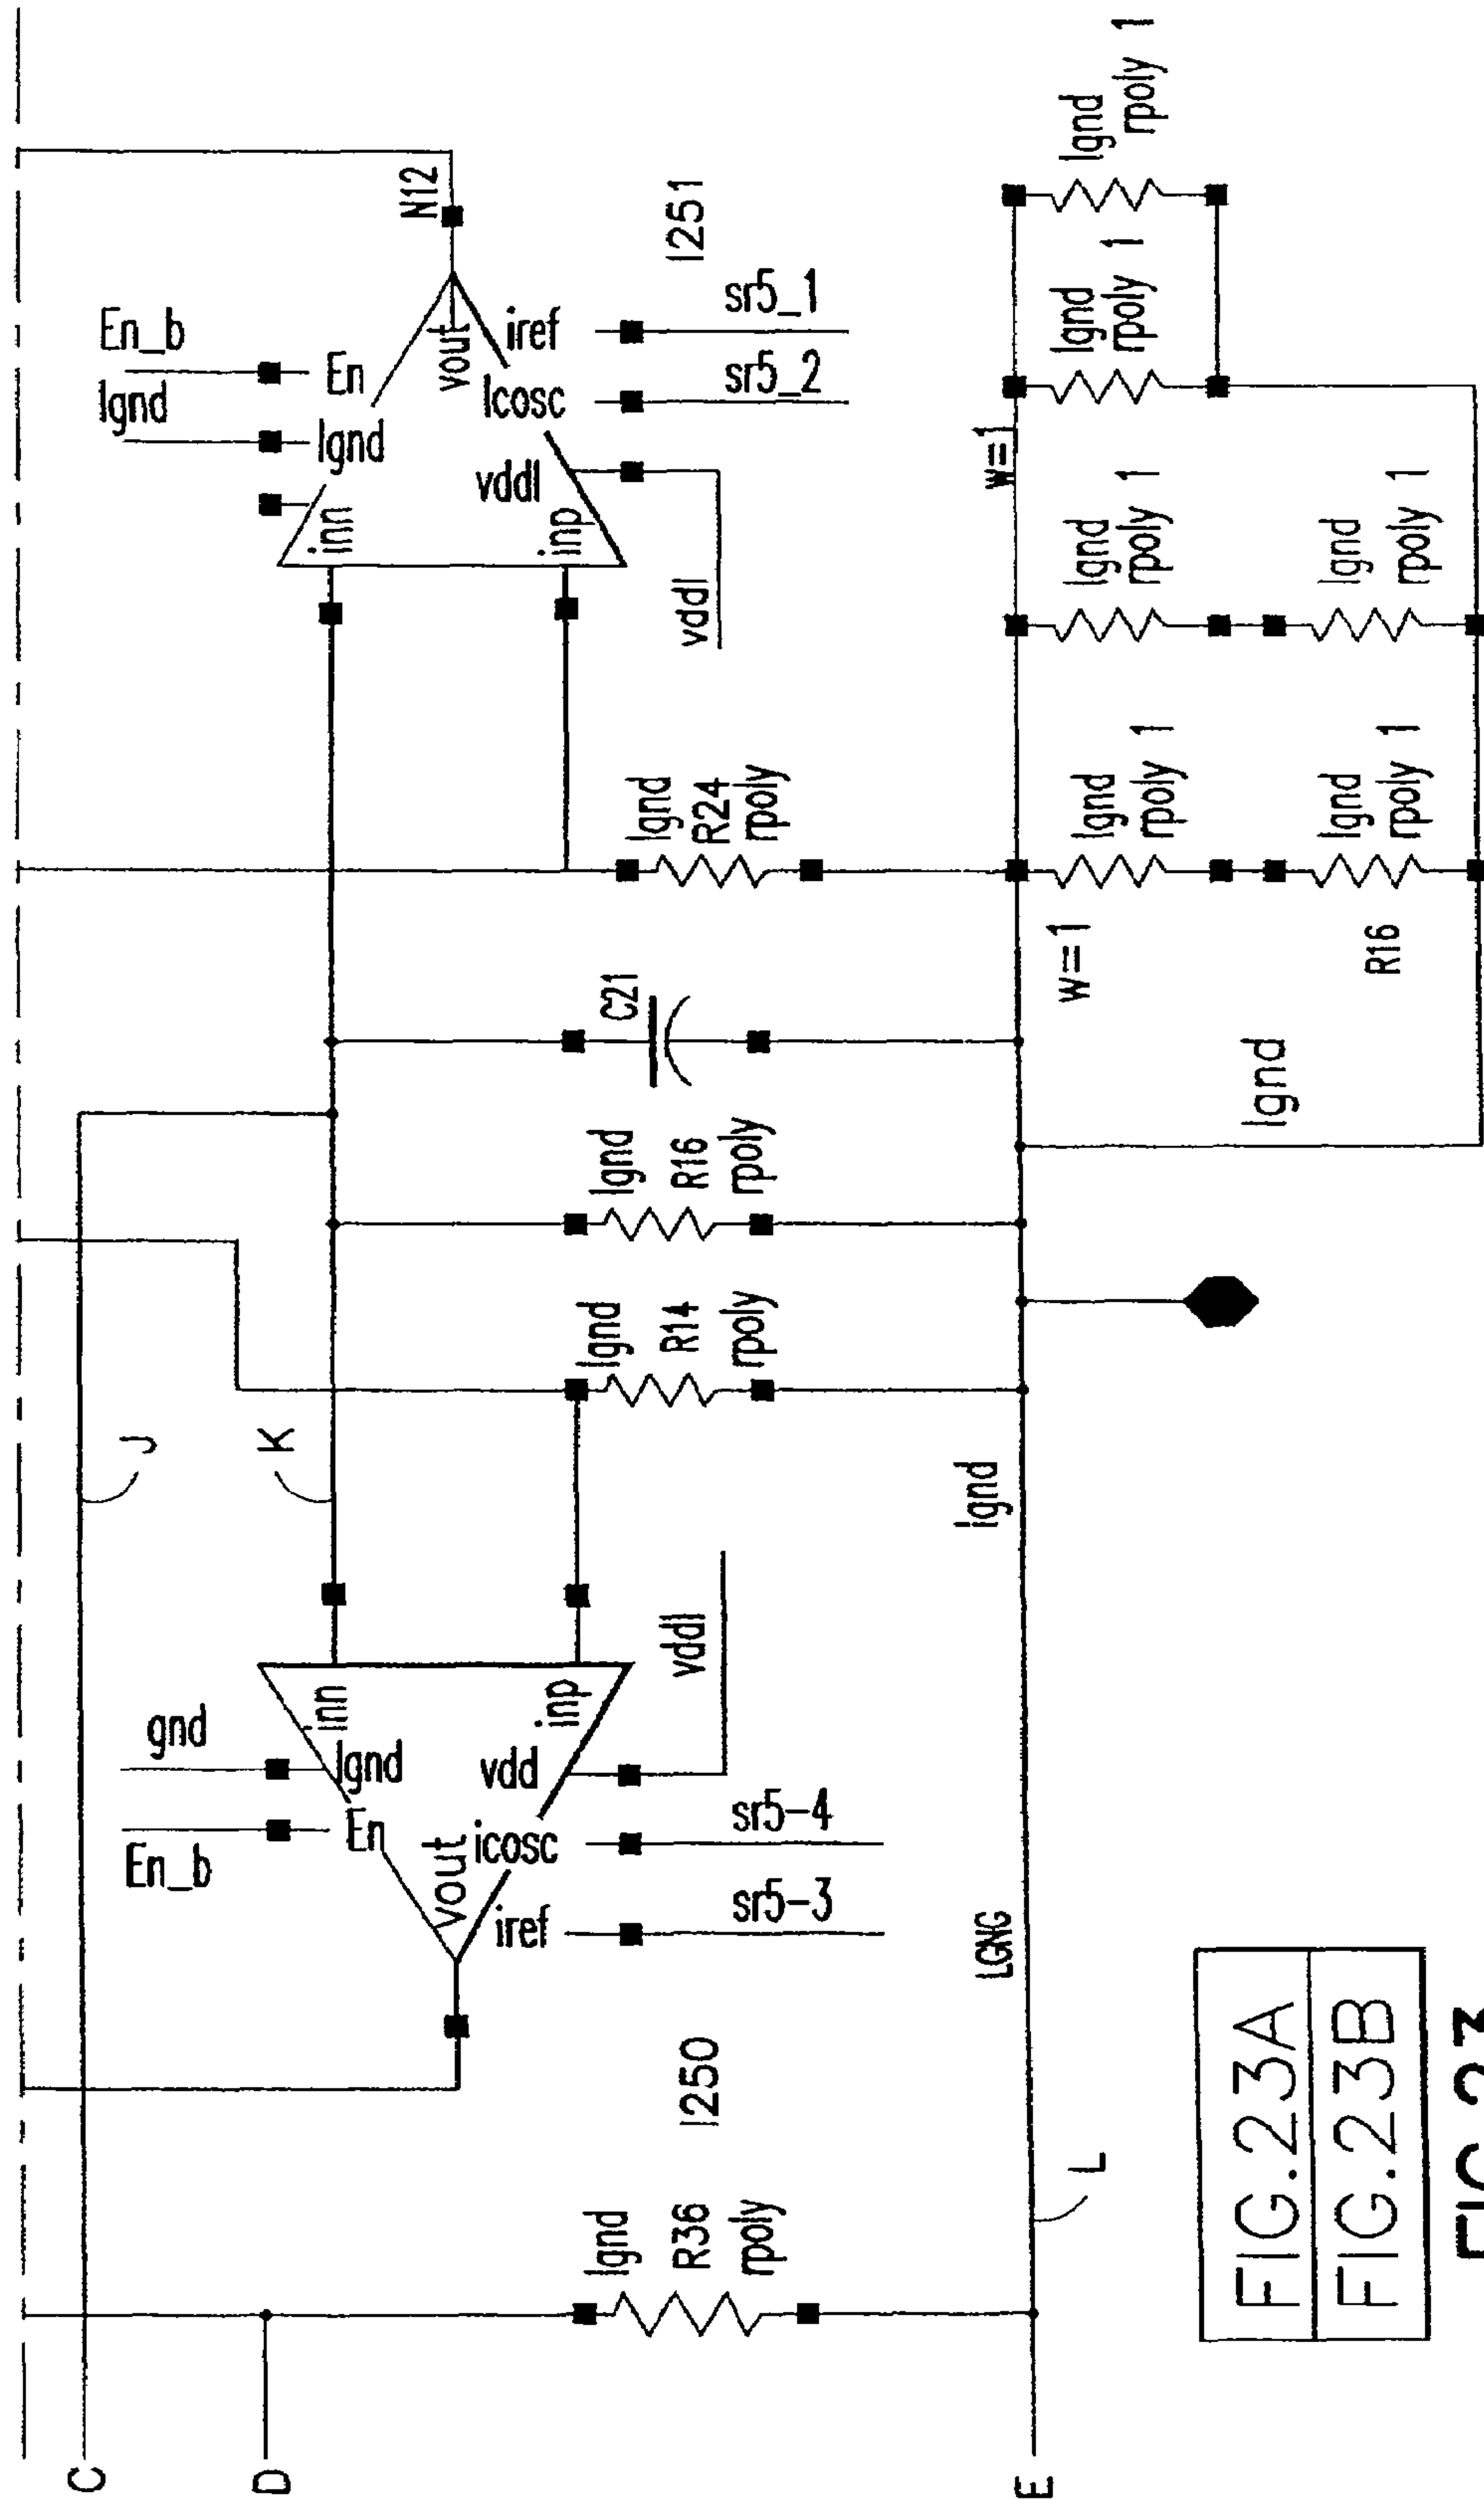 N12
En_b
lgnd
En
lgnd
inn
inp
vddl
lcosc
iref
vout
I251
sr5_1
sr5_2
vddl
lgnd
rpoly 1
lgnd
rpoly 1
w=1
lgnd
rpoly 1
lgnd
rpoly 1
lgnd
R24
rpoly
lgnd
rpoly 1
lgnd
rpoly 1
w=1
R16
C21
lgnd
lgnd
R16
rpoly
lgnd
R14
rpoly
J
K
lgnd
gnd
En_b
lgnd
En
inn
inp
vdd
icosc
iref
vout
vddl
sr5-4
sr5-3
I250
LGNG
L
lgnd
R36
rpoly
C
D
E
FIG.23A
FIG.23B